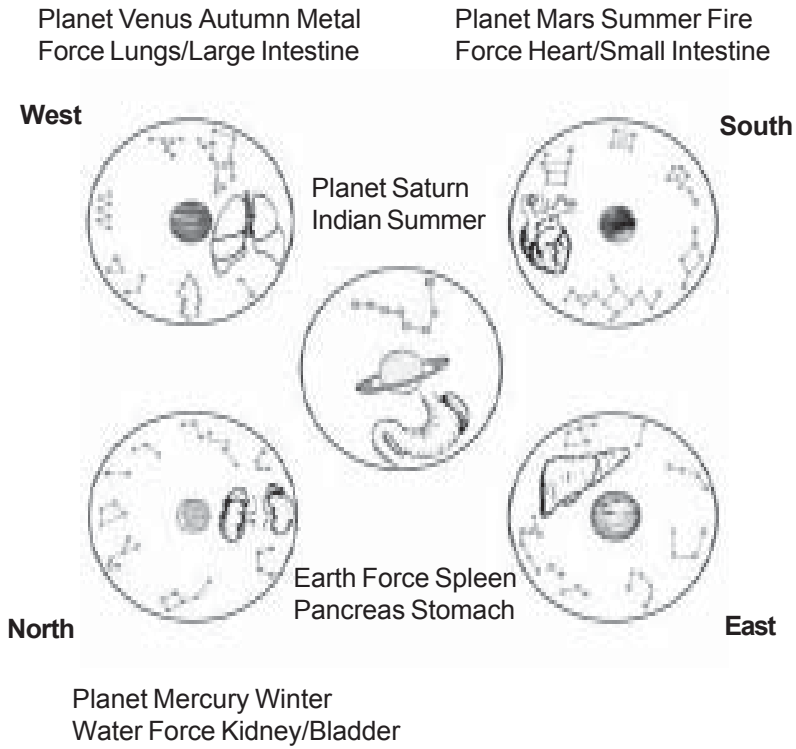 Planet Venus Autumn Metal
Force Lungs/Large Intestine
Planet Mars Summer Fire
Force Heart/Small Intestine
West
South
Planet Saturn
Indian Summer
Earth Force Spleen
Pancreas Stomach
North
East
Planet Mercury Winter
Water Force Kidney/Bladder